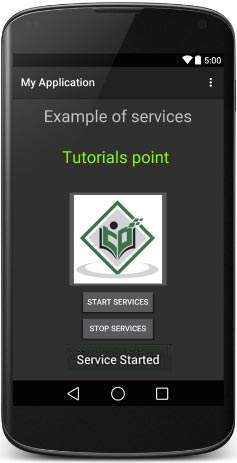 5:00
My Application
Example of services
Tutorials point
START SERVICES
STOP SERVICES
Service Started